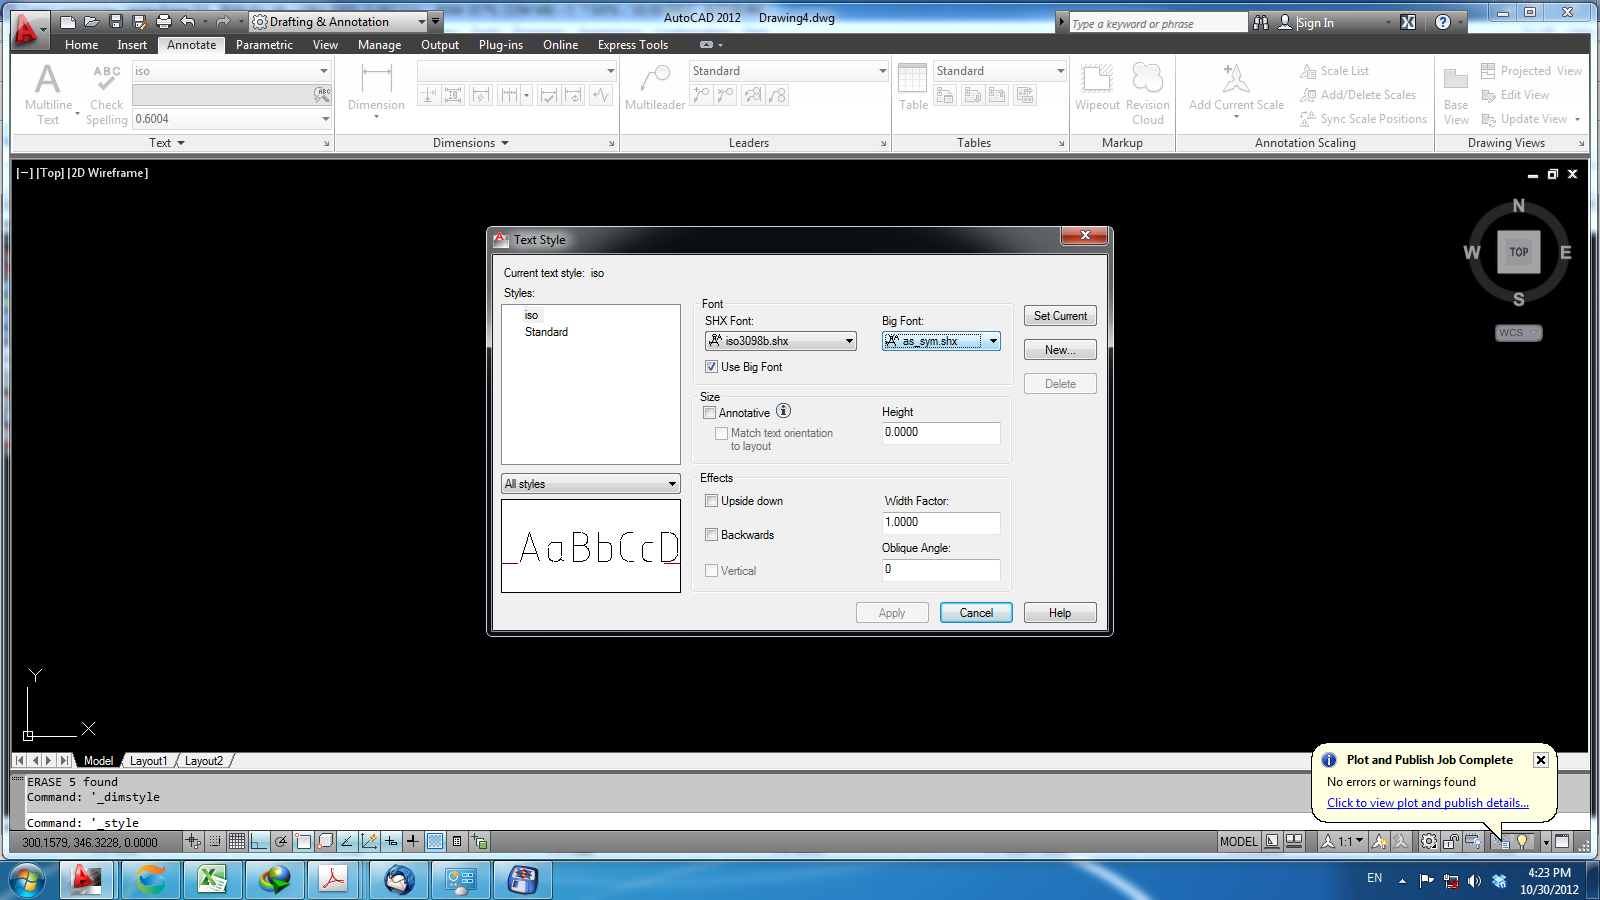 Drafting & Annotation
AutoCAD 2012 Drawing4.dwg
Type a keyword or phrase
Sign In
Home Insert Annotate Parametric View Manage Output Plug-ins Online Express Tools
Multiline Text
ABC
Check Spelling
iso
ABC
0.6004
Text
Dimension
Dimensions
Multileader
Standard
Leaders
Table
Standard
Tables
Wipeout
Revision Cloud
Markup
Add Current Scale
Scale List
Add/Delete Scales
Sync Scale Positions
Annotation Scaling
Base View
Projected View
Edit View
Update View
Drawing Views
[−] [Top] [2D Wireframe]
N
W TOP E
S
WCS
Text Style
Current text style: iso
Styles:
iso
Standard
All styles
AaBbCcD
Font
SHX Font:
iso3098b.shx
Big Font:
as_sym.shx
Use Big Font
Size
Annotative
Match text orientation
to layout
Height
0.0000
Effects
Upside down
Backwards
Vertical
Width Factor:
1.0000
Oblique Angle:
0
Set Current
New...
Delete
Apply Cancel Help
Y
X
Model Layout1 Layout2
ERASE 5 found
Command: '_dimstyle
Command: '_style
Plot and Publish Job Complete
No errors or warnings found
Click to view plot and publish details...
300.1579, 346.3228, 0.0000
MODEL
1:1
EN
4:23 PM
10/30/2012